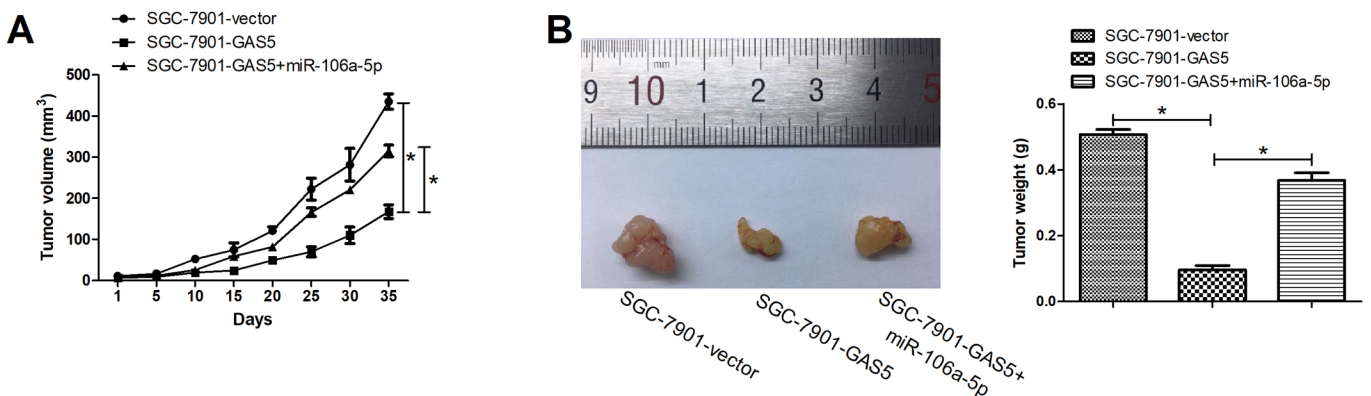 A
SGC-7901-vector
SGC-7901-GAS5
SGC-7901-GAS5+miR-106a-5p
Tumor volume (mm3)
500
400
300
200
100
0
1 5 10 15 20 25 30 35
Days
*
*
B
mm
9 10 1 2 3 4 5
SGC-7901-vector
SGC-7901-GAS5
SGC-7901-GAS5+
miR-106a-5p
SGC-7901-vector
SGC-7901-GAS5
SGC-7901-GAS5+miR-106a-5p
Tumor weight (g)
0.6
0.4
0.2
0.0
*
*